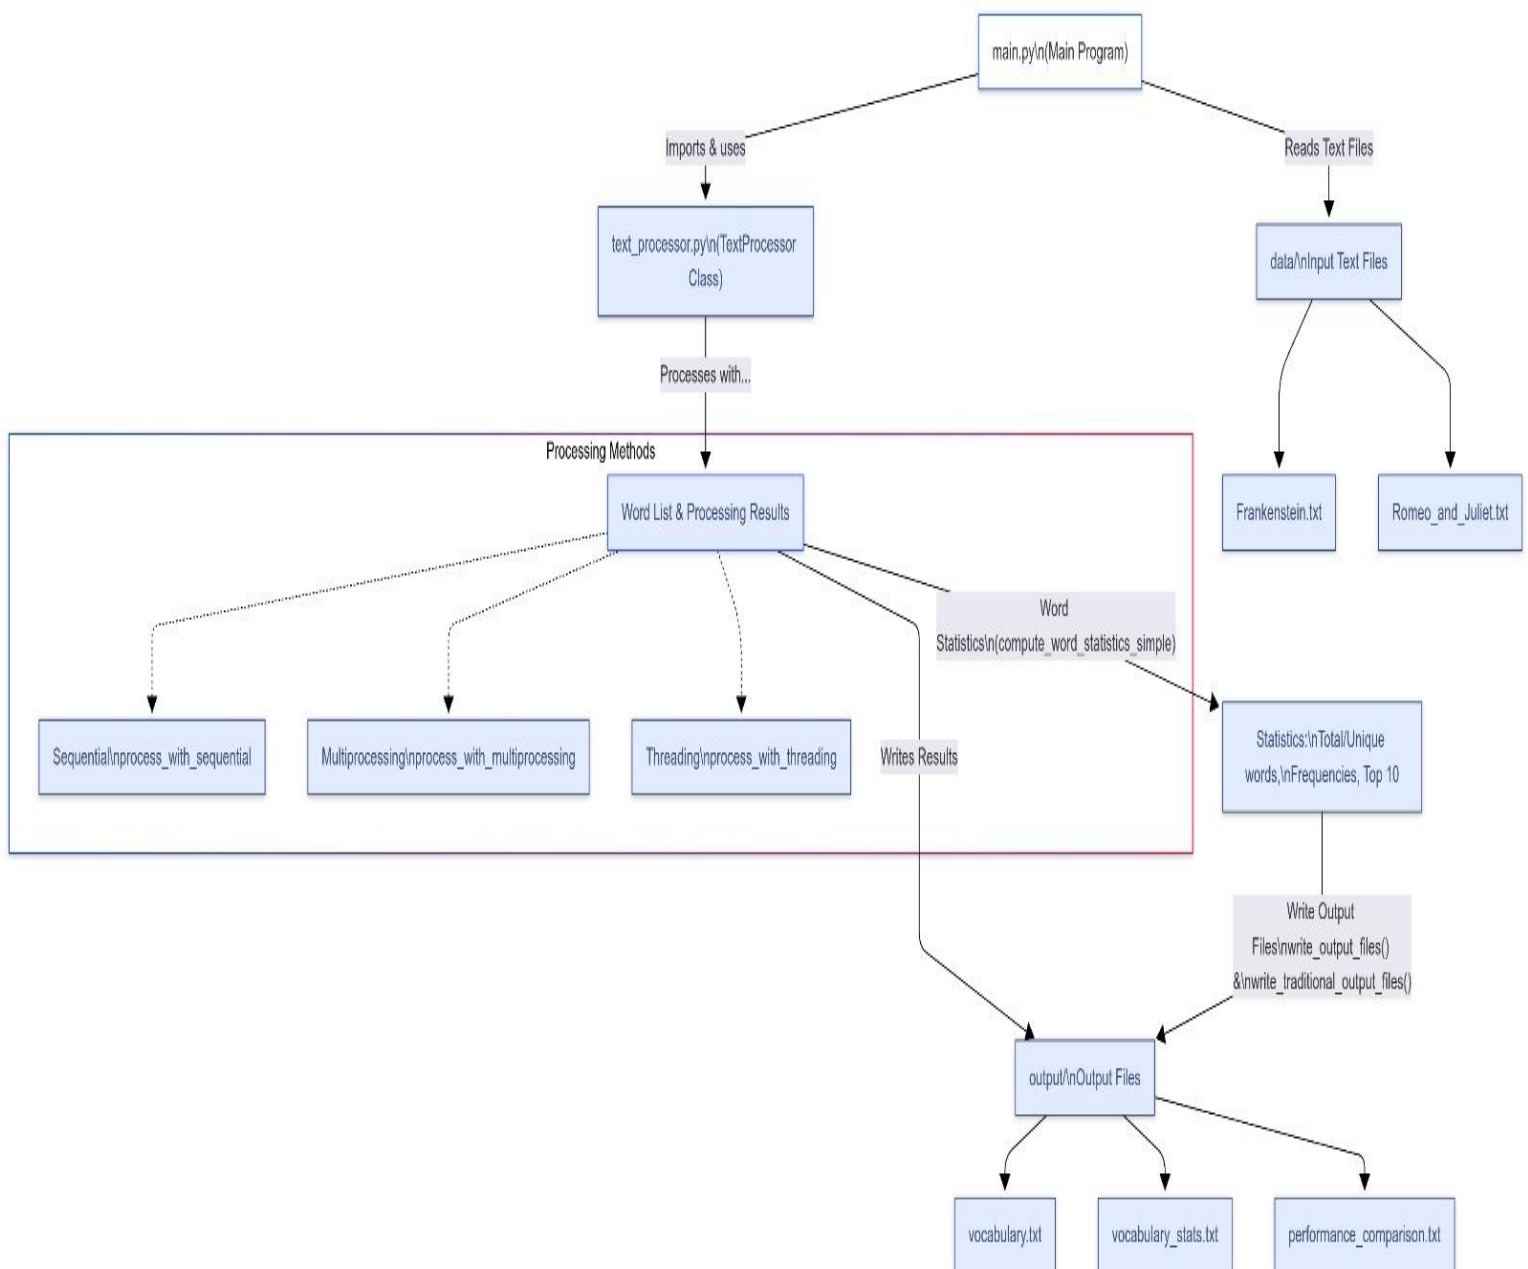 main.py\n(Main Program)
Imports & uses
Reads Text Files
text_processor.py\n(TextProcessor
Class)
data/\nInput Text Files
Processes with...
Processing Methods
Word List & Processing Results
Frankenstein.txt
Romeo_and_Juliet.txt
Word
Statistics\n(compute_word_statistics_simple)
Sequential\nprocess_with_sequential
Multiprocessing\nprocess_with_multiprocessing
Threading\nprocess_with_threading
Writes Results
Statistics:\nTotal/Unique
words,\nFrequencies, Top 10
Write Output
Files\nwrite_output_files()
&\nwrite_traditional_output_files()
output/\nOutput Files
vocabulary.txt
vocabulary_stats.txt
performance_comparison.txt